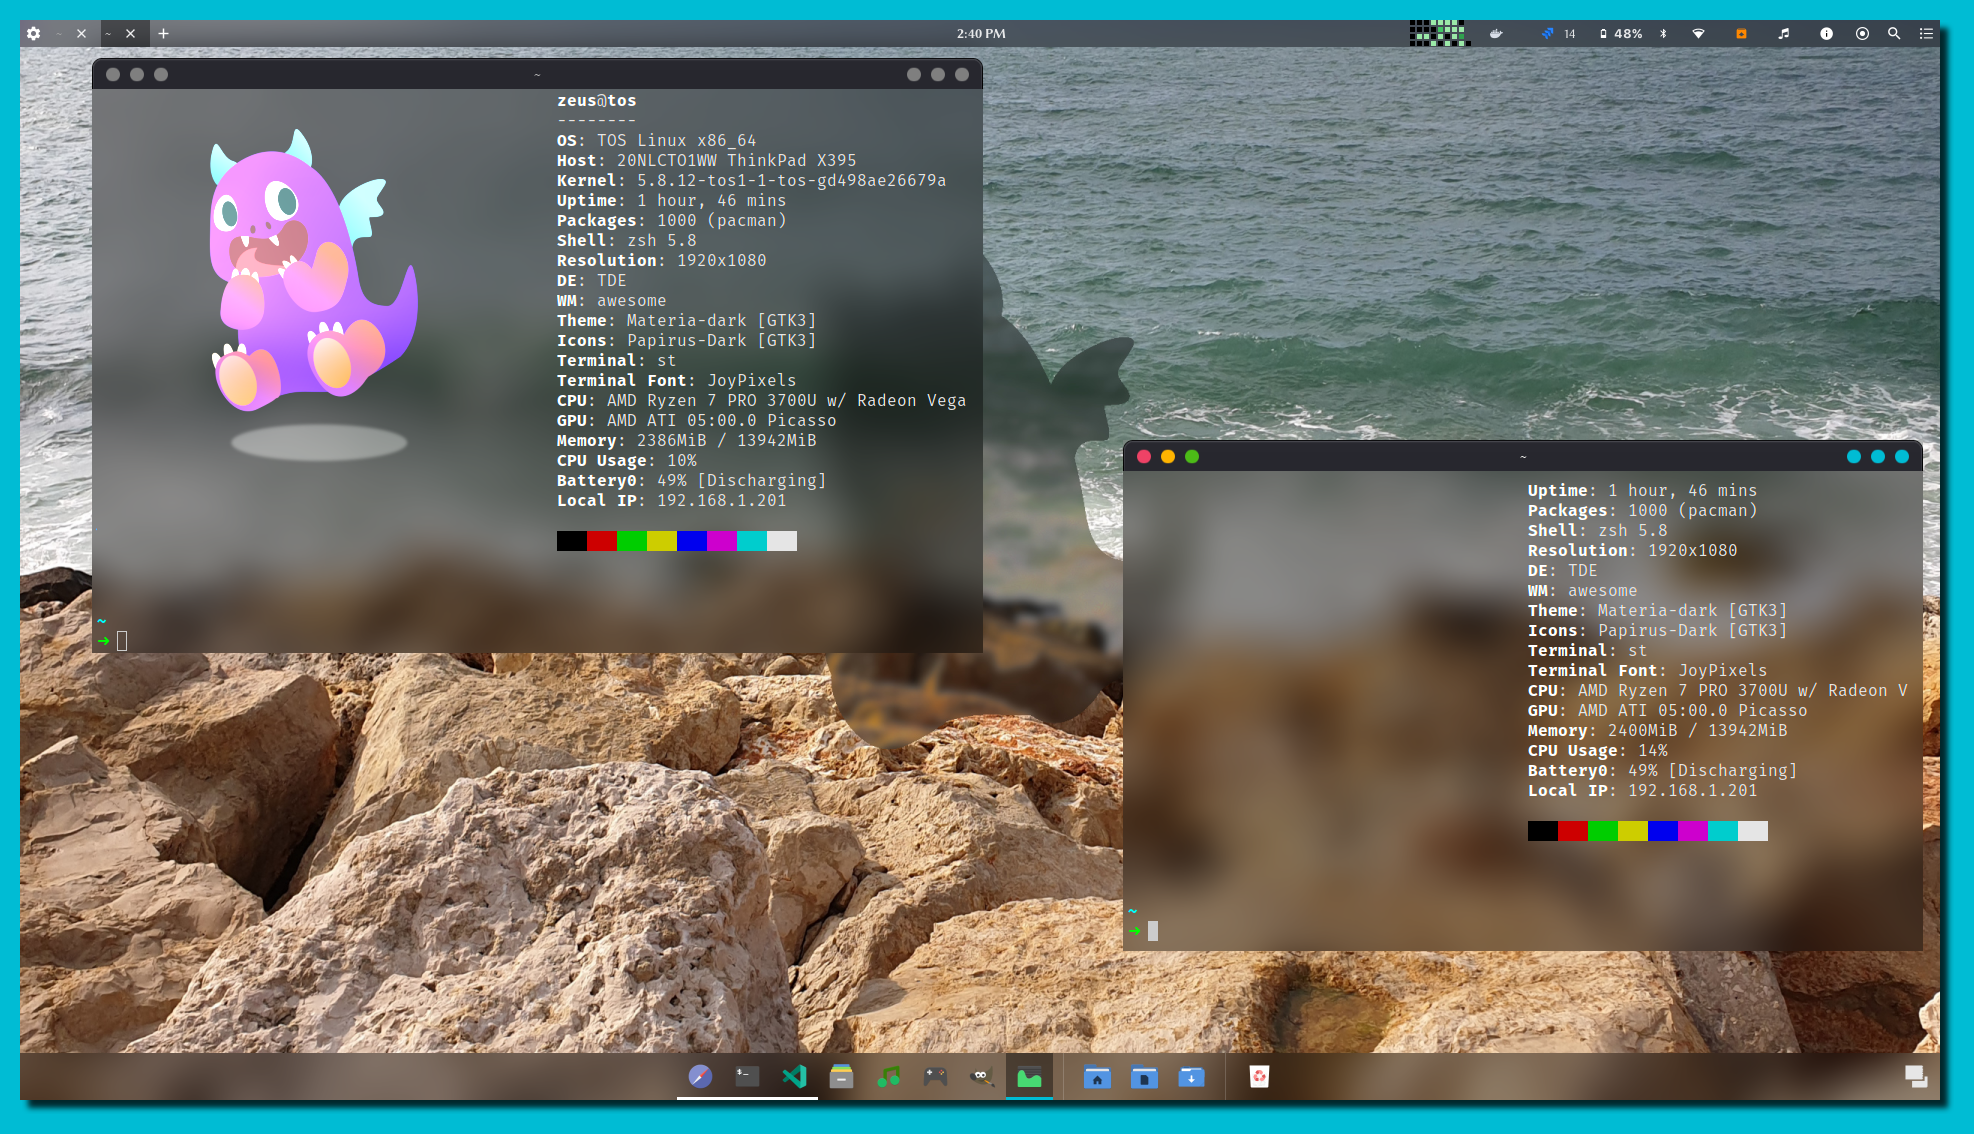 ~
2:40 PM
14
48%
~
zeus@tos
--------
OS: TOS Linux x86_64
Host: 20NLCTO1WW ThinkPad X395
Kernel: 5.8.12-tos1-1-tos-gd498ae26679a
Uptime: 1 hour, 46 mins
Packages: 1000 (pacman)
Shell: zsh 5.8
Resolution: 1920x1080
DE: TDE
WM: awesome
Theme: Materia-dark [GTK3]
Icons: Papirus-Dark [GTK3]
Terminal: st
Terminal Font: JoyPixels
CPU: AMD Ryzen 7 PRO 3700U w/ Radeon Vega
GPU: AMD ATI 05:00.0 Picasso
Memory: 2386MiB / 13942MiB
CPU Usage: 10%
Battery0: 49% [Discharging]
Local IP: 192.168.1.201
~
➜
~
Uptime: 1 hour, 46 mins
Packages: 1000 (pacman)
Shell: zsh 5.8
Resolution: 1920x1080
DE: TDE
WM: awesome
Theme: Materia-dark [GTK3]
Icons: Papirus-Dark [GTK3]
Terminal: st
Terminal Font: JoyPixels
CPU: AMD Ryzen 7 PRO 3700U w/ Radeon V
GPU: AMD ATI 05:00.0 Picasso
Memory: 2400MiB / 13942MiB
CPU Usage: 14%
Battery0: 49% [Discharging]
Local IP: 192.168.1.201
~
➜